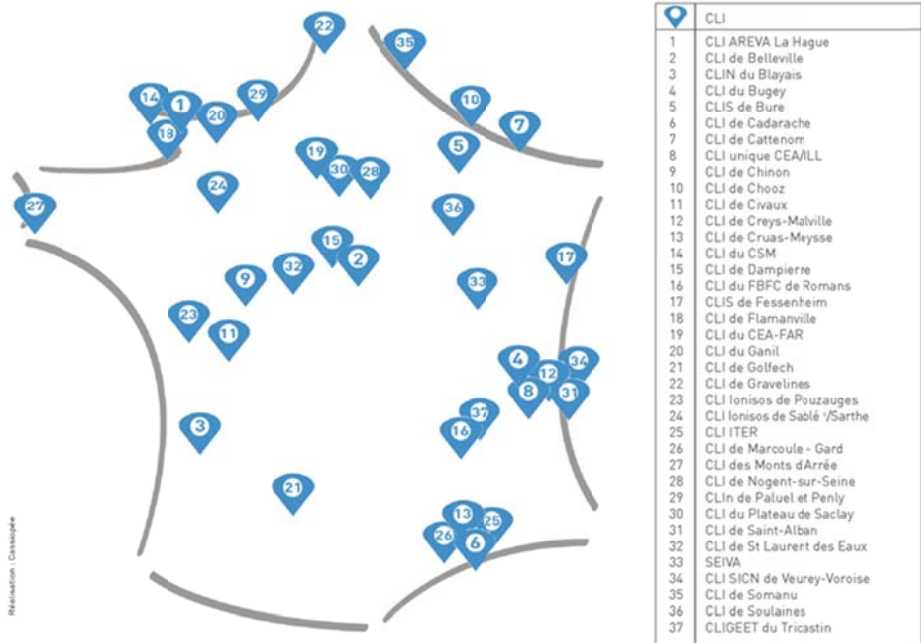 22
35
14
1
29
20
10
7
18
5
19
30
28
24
27
36
15
2
17
9
32
33
23
11
4
12
34
8
31
3
37
16
21
13
25
26
6
Réalisation : Cassiopée
CLI
1 CLI AREVA La Hague
2 CLI de Belleville
3 CLIN du Blayais
4 CLI du Bugey
5 CLIS de Bure
6 CLI de Cadarache
7 CLI de Cattenom
8 CLI unique CEA/ILL
9 CLI de Chinon
10 CLI de Chooz
11 CLI de Civaux
12 CLI de Creys-Malville
13 CLI de Cruas-Meysse
14 CLI du CSM
15 CLI de Dampierre
16 CLI du FBFC de Romans
17 CLIS de Fessenheim
18 CLI de Flamanville
19 CLI du CEA-FAR
20 CLI du Ganil
21 CLI de Golfech
22 CLI de Gravelines
23 CLI Ionisos de Pouzauges
24 CLI Ionisos de Sablé s/Sarthe
25 CLI ITER
26 CLI de Marcoule - Gard
27 CLI des Monts d'Arrée
28 CLI de Nogent-sur-Seine
29 CLIn de Paluel et Penly
30 CLI du Plateau de Saclay
31 CLI de Saint-Alban
32 CLI de St Laurent des Eaux
33 SEIVA
34 CLI SICN de Veurey-Voroise
35 CLI de Somanu
36 CLI de Soulaines
37 CLIGEET du Tricastin